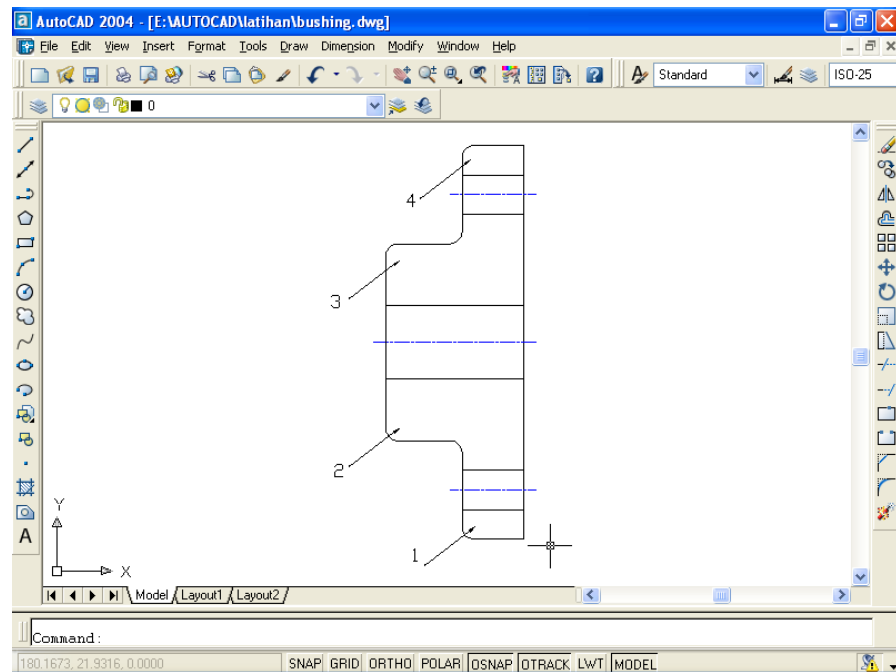 AutoCAD 2004 - [E:\AUTOCAD\latihan\bushing.dwg]
File Edit View Insert Format Tools Draw Dimension Modify Window Help
Standard ISO-25
0
4
3
2
1
Y
X
A
Model Layout1 Layout2
Command:
180.1673, 21.9316, 0.0000 SNAP GRID ORTHO POLAR OSNAP OTRACK LWT MODEL